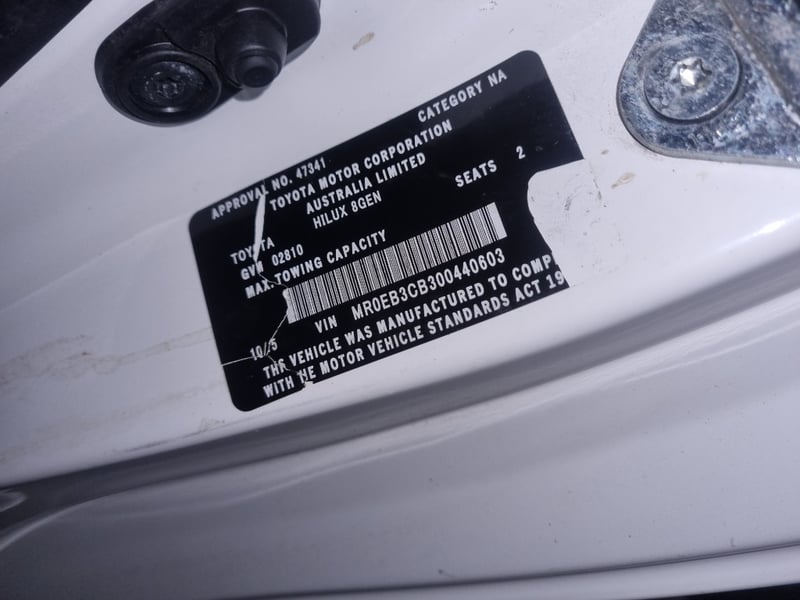 APPROVAL NO. 47341 CATEGORY NA
TOYOTA MOTOR CORPORATION
AUSTRALIA LIMITED
HILUX 8GEN SEATS 2
TOYOTA
GVM 02810
MAX TOWING CAPACITY
VIN MR0EB3CB300440603
THE VEHICLE WAS MANUFACTURED TO COMP
WITH THE MOTOR VEHICLE STANDARDS ACT 19